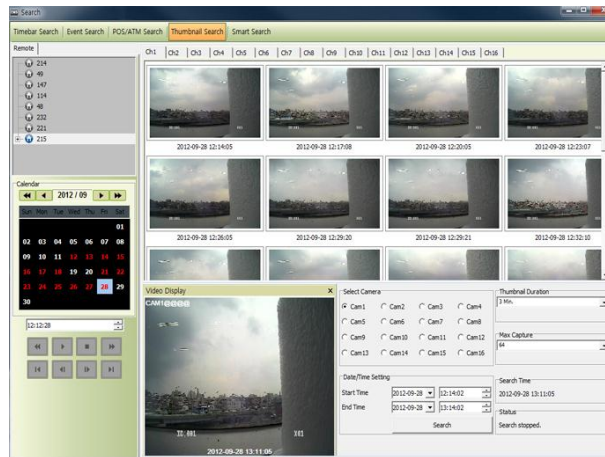 Search
Timebar Search Event Search POS/ATM Search Thumbnail Search Smart Search
Remote
214
49
147
114
48
232
221
215
Ch1 Ch2 Ch3 Ch4 Ch5 Ch6 Ch7 Ch8 Ch9 Ch10 Ch11 Ch12 Ch13 Ch14 Ch15 Ch16
2012-09-28 12:14:05 2012-09-28 12:17:08 2012-09-28 12:20:05 2012-09-28 12:23:07
2012-09-28 12:26:05 2012-09-28 12:29:20 2012-09-28 12:29:21 2012-09-28 12:32:10
Calendar
2012 / 09
Sun Mon Tue Wed Thu Fri Sat
01
02 03 04 05 06 07 08
09 10 11 12 13 14 15
16 17 18 19 20 21 22
23 24 25 26 27 28 29
30
12:12:28
Video Display X
CAM1@@@@
2012-09-28 13:11:05
Select Camera
Cam1 Cam2 Cam3 Cam4
Cam5 Cam6 Cam7 Cam8
Cam9 Cam10 Cam11 Cam12
Cam13 Cam14 Cam15 Cam16
Date/Time Setting
Start Time 2012-09-28 12:14:02
End Time 2012-09-28 13:14:02
Search
Thumbnail Duration
3 Min.
Max Capture
64
Search Time
2012-09-28 13:11:05
Status
Search stopped.